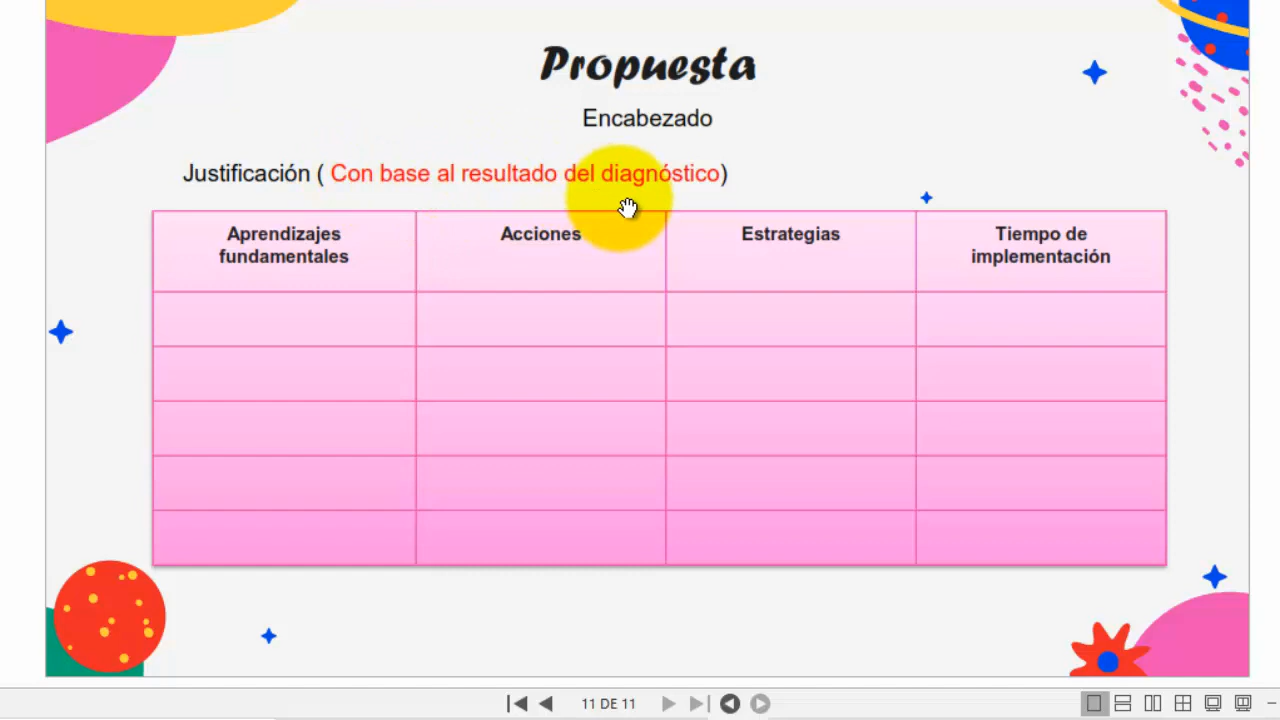 Propuesta
Encabezado
Justificación ( Con base al resultado del diagnóstico)
Aprendizajes fundamentales
Acciones
Estrategias
Tiempo de implementación
11 DE 11